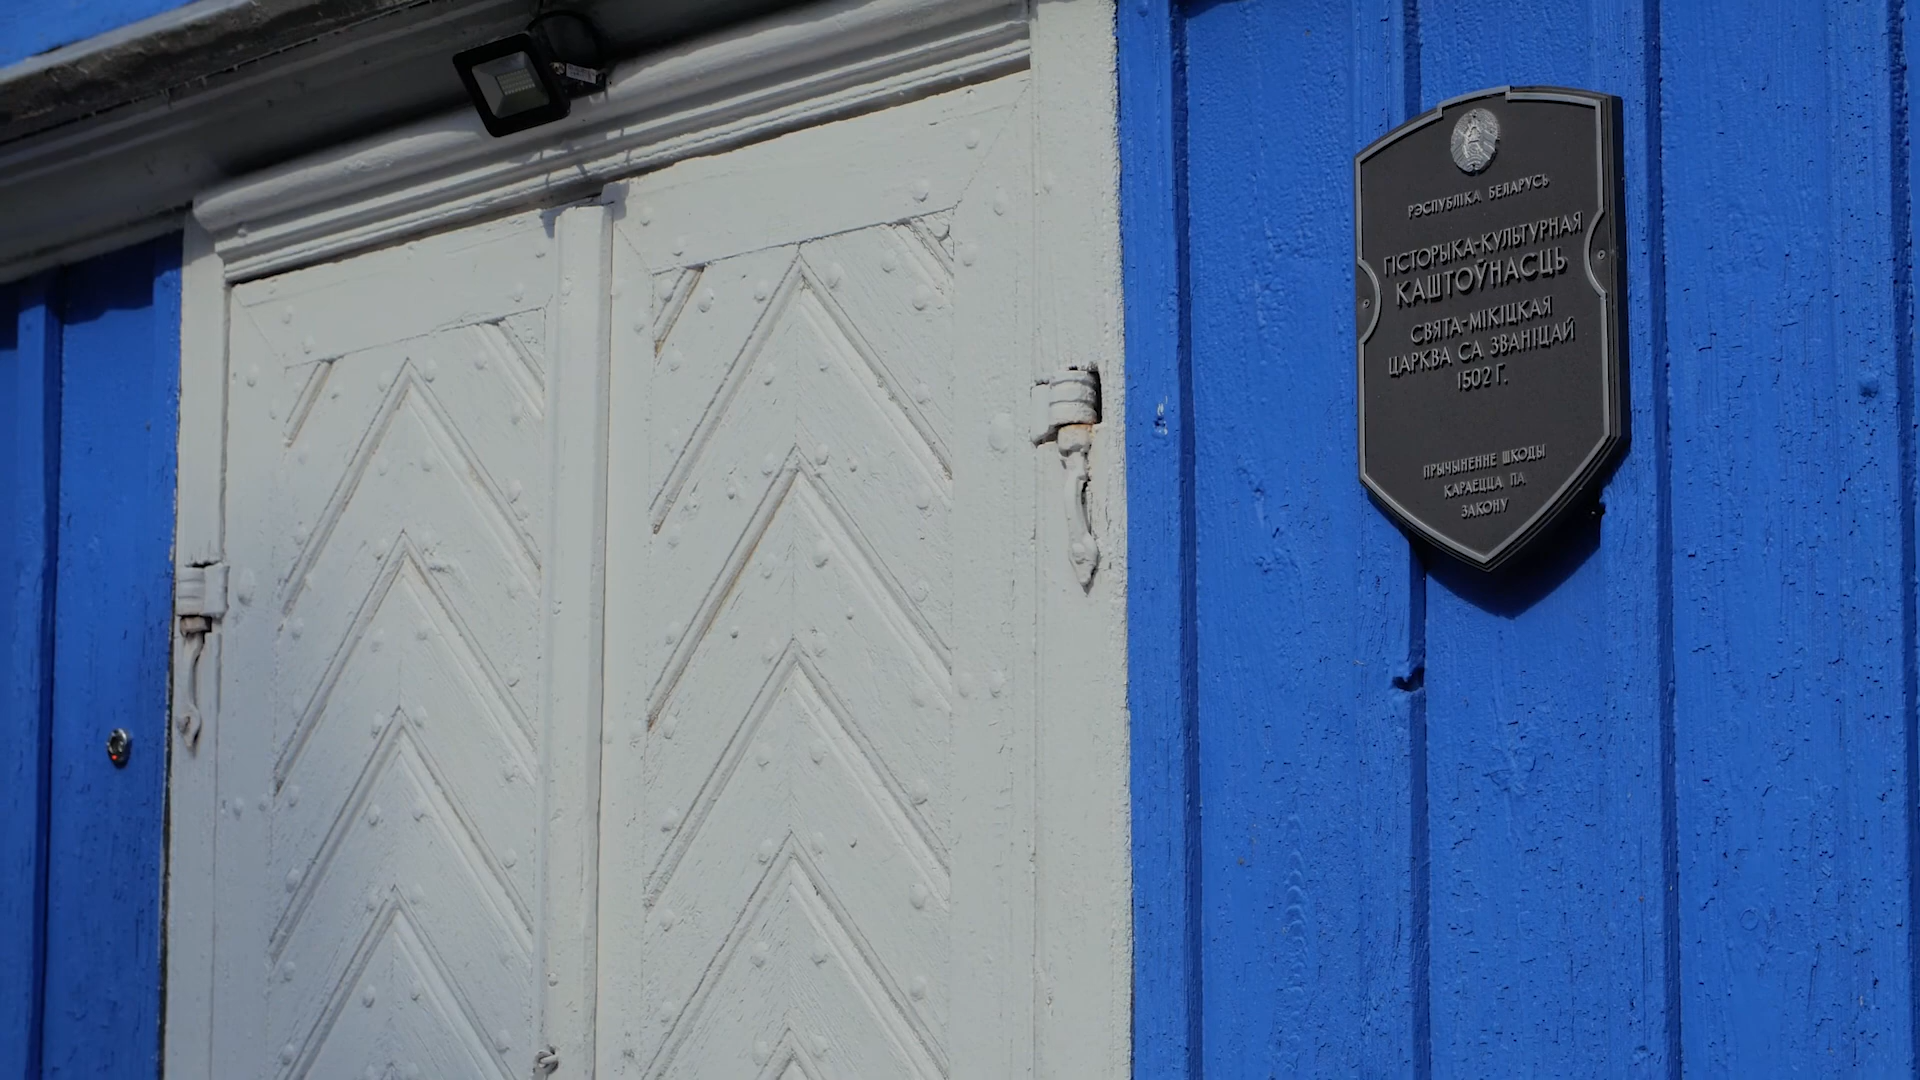 РЭСПУБЛІКА БЕЛАРУСЬ
ГІСТОРЫКА-КУЛЬТУРНАЯ
КАШТОЎНАСЦЬ
СВЯТА-МІКІЦКАЯ
ЦАРКВА СА ЗВАНІЦАЙ
1502 Г.
ПРЫЧЫНЕННЕ ШКОДЫ
КАРАЕЦЦА ПА
ЗАКОНУ